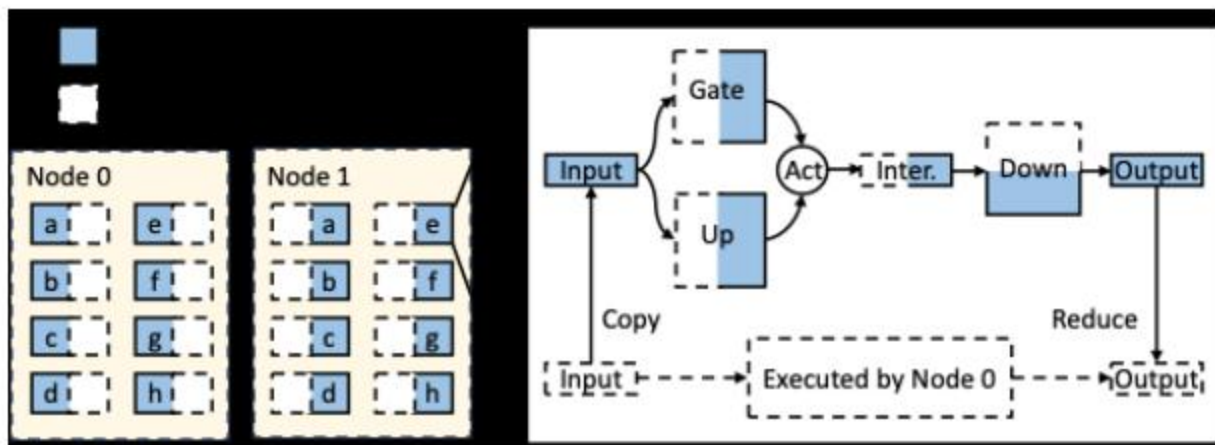 Node 0
a e
b f
c g
d h
Node 1
a e
b f
c g
d h
Gate
Input
Act
Inter.
Down
Output
Up
Copy
Reduce
Input
Executed by Node 0
Output